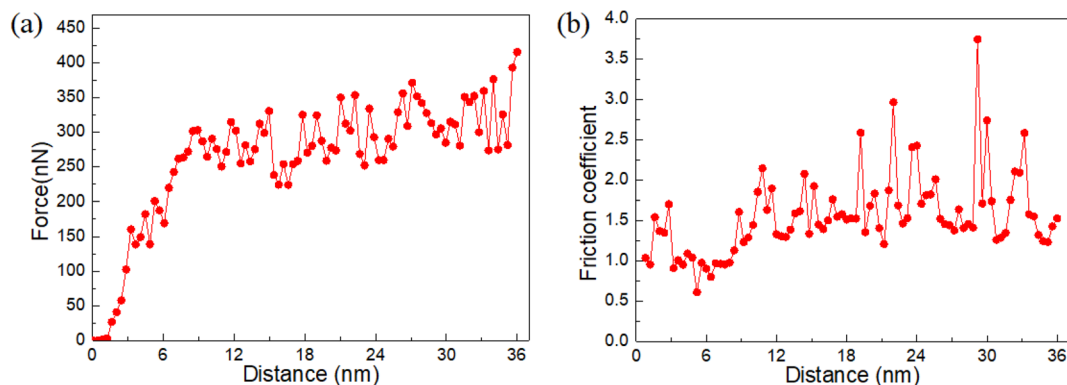 (a)
Force(nN)
450
400
350
300
250
200
150
100
50
0
0 6 12 18 24 30 36
Distance (nm)
(b)
Friction coefficient
4.0
3.5
3.0
2.5
2.0
1.5
1.0
0.5
0.0
0 6 12 18 24 30 36
Distance (nm)